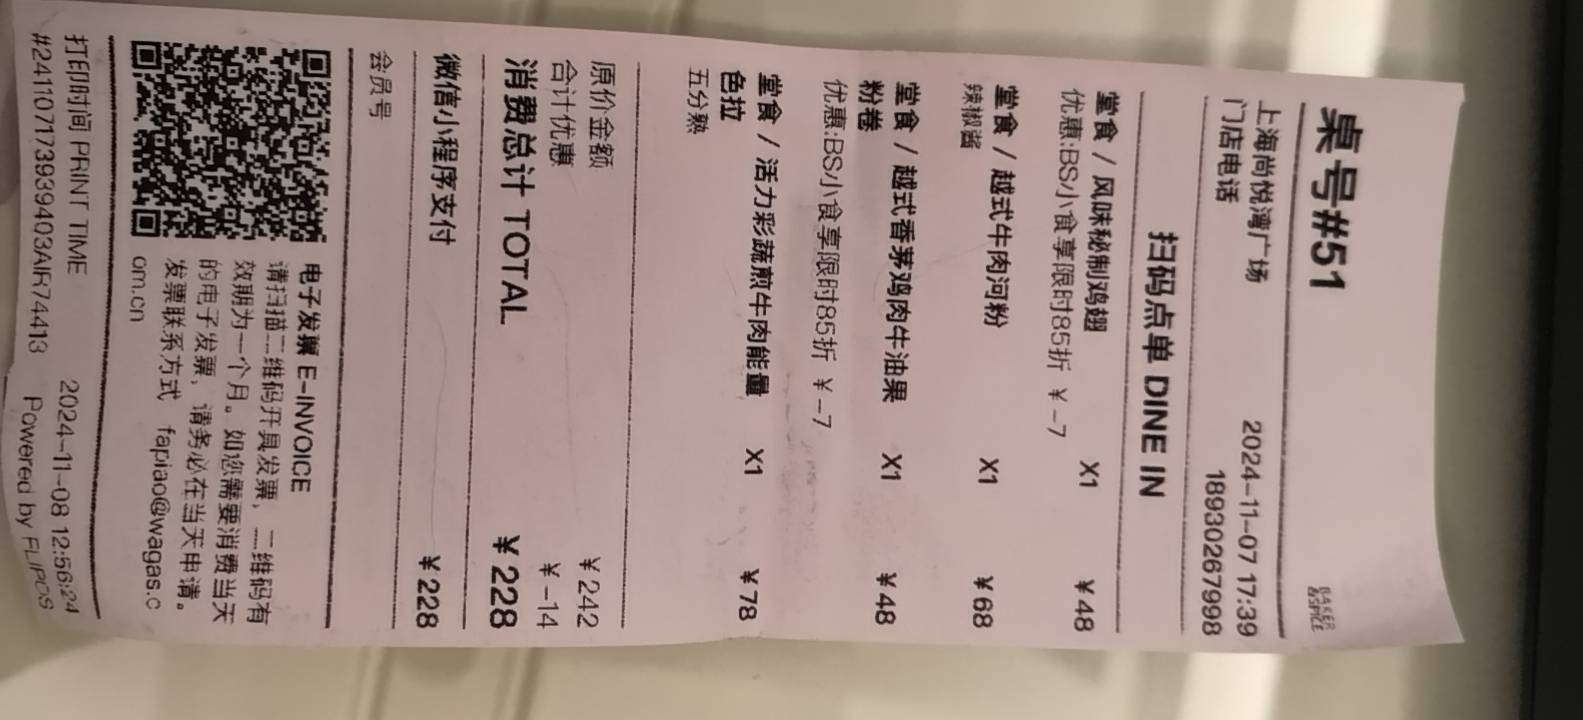 桌号#51
BAKER
&SPICE
上海尚悦湾广场 2024-11-07 17:39
门店电话 18930267998
扫码点单 DINE IN
堂食 / 风味秘制鸡翅 X1 ¥48
优惠:BS小食享限时85折 ¥-7
堂食 / 越式牛肉河粉 X1 ¥68
辣椒酱
堂食 / 越式香茅鸡肉牛油果 X1 ¥48
粉卷
优惠:BS小食享限时85折 ¥-7
堂食 / 活力彩蔬煎牛肉能量 X1 ¥78
色拉
五分熟
原价金额 ¥242
合计优惠 ¥-14
消费总计 TOTAL ¥228
微信小程序支付 ¥228
会员号
电子发票 E-INVOICE
请扫描二维码开具发票，二维码有
效期为一个月。如您需要消费当天
的电子发票，请务必在当天申请。
发票联系方式 fapiao@wagas.c
om.cn
打印时间 PRINT TIME 2024-11-08 12:56:24
#241107173939403AIR74413 Powered by FLIPOS